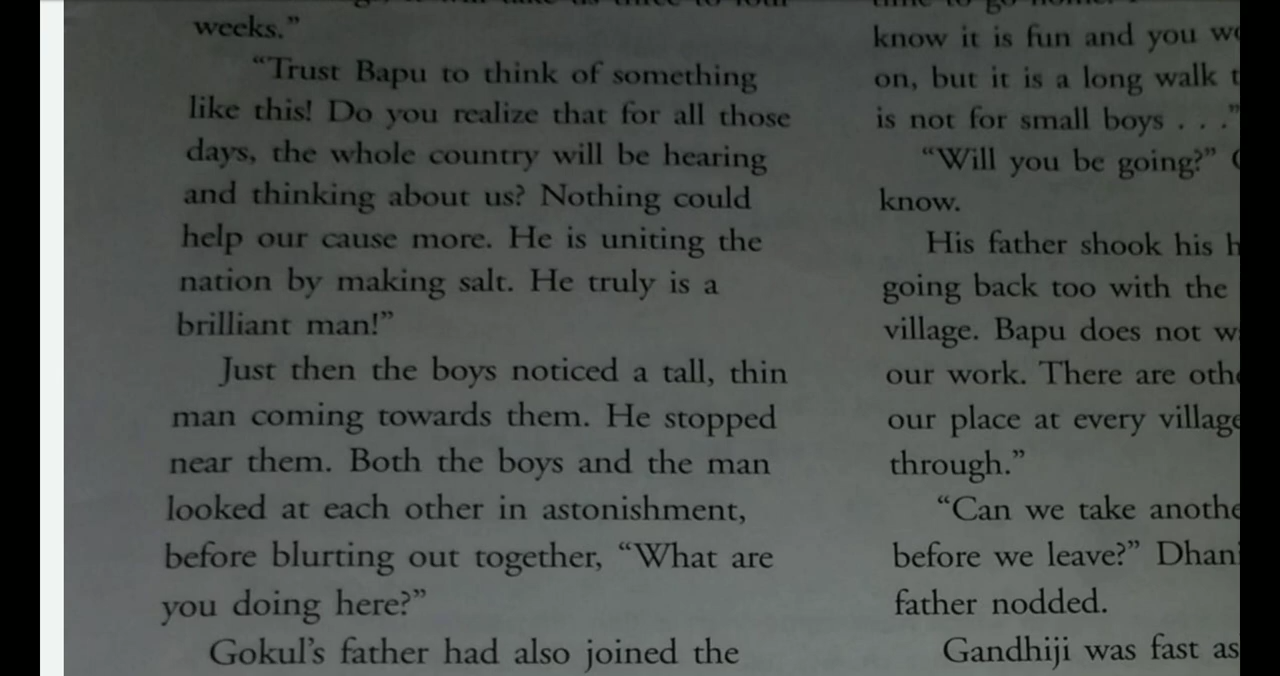 weeks.”
“Trust Bapu to think of something
like this! Do you realize that for all those
days, the whole country will be hearing
and thinking about us? Nothing could
help our cause more. He is uniting the
nation by making salt. He truly is a
brilliant man!”
Just then the boys noticed a tall, thin
man coming towards them. He stopped
near them. Both the boys and the man
looked at each other in astonishment,
before blurting out together, “What are
you doing here?”
Gokul’s father had also joined the
know it is fun and you
on, but it is a long walk
is not for small boys . . .”
“Will you be going?”
know.
His father shook his
going back too with the
village. Bapu does not
our work. There are
our place at every
through.”
“Can we take
before we leave?”
father nodded.
Gandhiji was fast